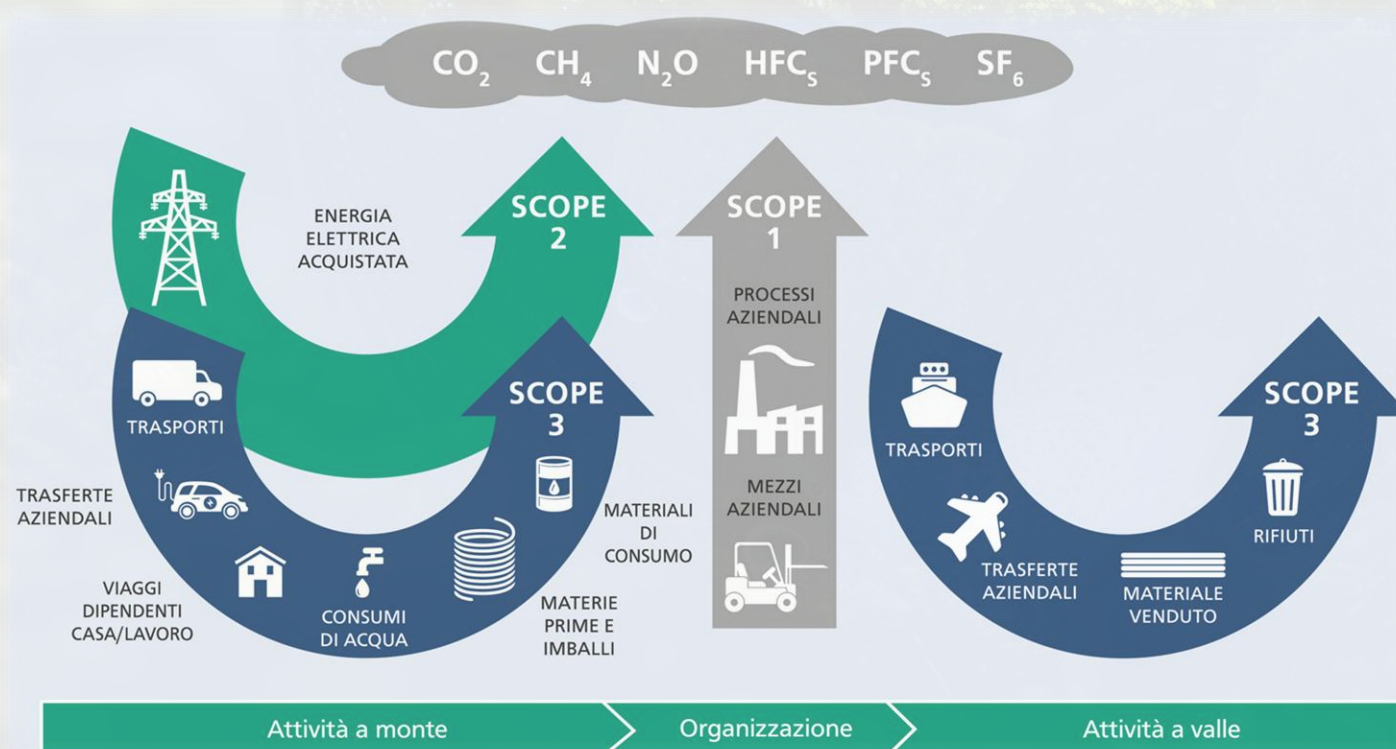 CO2 CH4 N2O HFCS PFCS SF6
ENERGIA
ELETTRICA
ACQUISTATA
SCOPE
2
SCOPE
1
PROCESSI
AZIENDALI
MEZZI
AZIENDALI
TRASPORTI
SCOPE
3
TRASFERTE
AZIENDALI
VIAGGI
DIPENDENTI
CASA/LAVORO
CONSUMI
DI ACQUA
MATERIE
PRIME E
IMBALLI
MATERIALI
DI
CONSUMO
TRASPORTI
TRASFERTE
AZIENDALI
MATERIALE
VENDUTO
RIFIUTI
SCOPE
3
Attività a monte
Organizzazione
Attività a valle